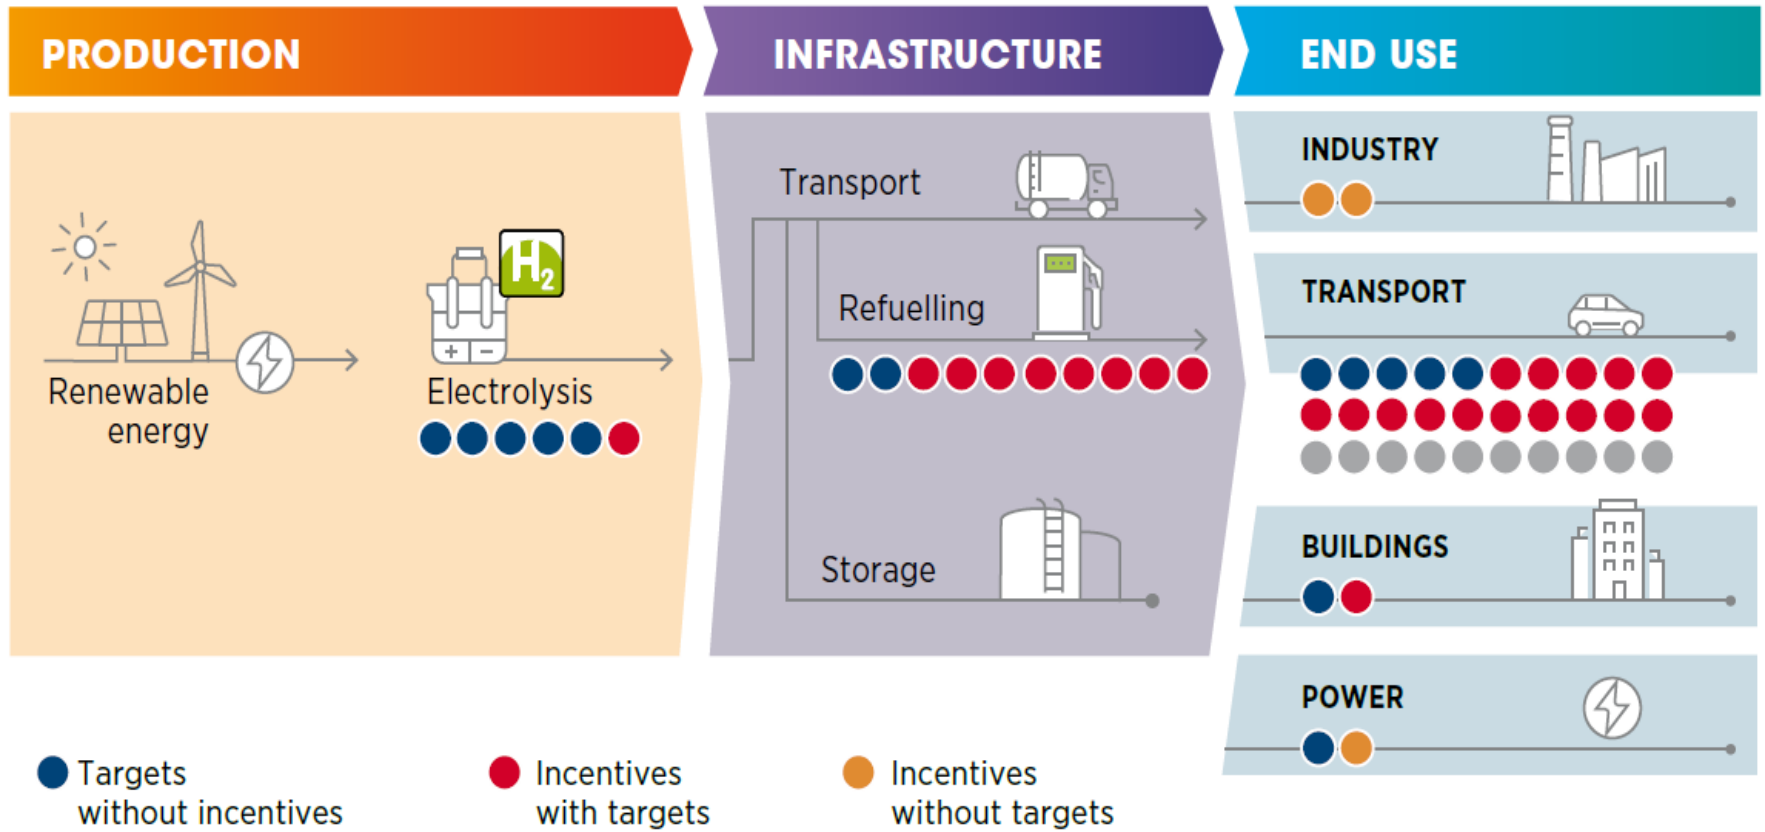 PRODUCTION
INFRASTRUCTURE
END USE
Renewable
energy
H2
+ −
Electrolysis
Transport
Refuelling
Storage
INDUSTRY
TRANSPORT
BUILDINGS
POWER
Targets
without incentives
Incentives
with targets
Incentives
without targets